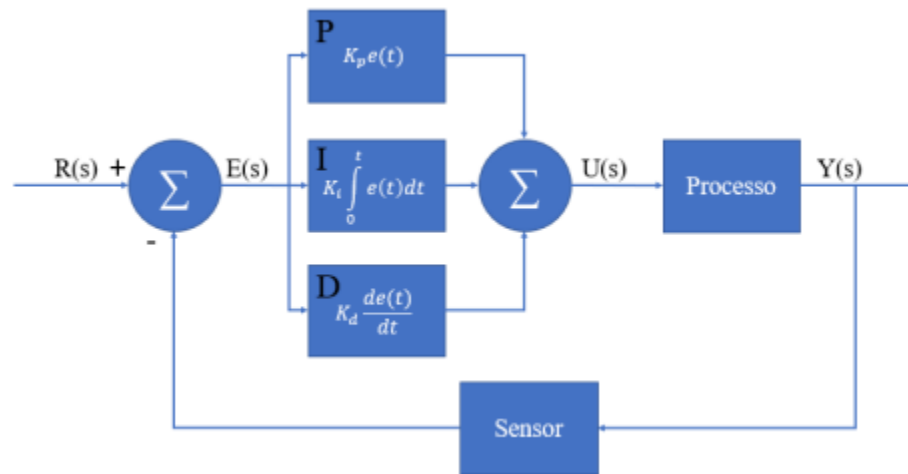 P
K_p e(t)
R(s) +
∑
E(s)
I
K_i ∫_0^t e(t)dt
∑
U(s)
Processo
Y(s)
-
D
K_d de(t)/dt
Sensor